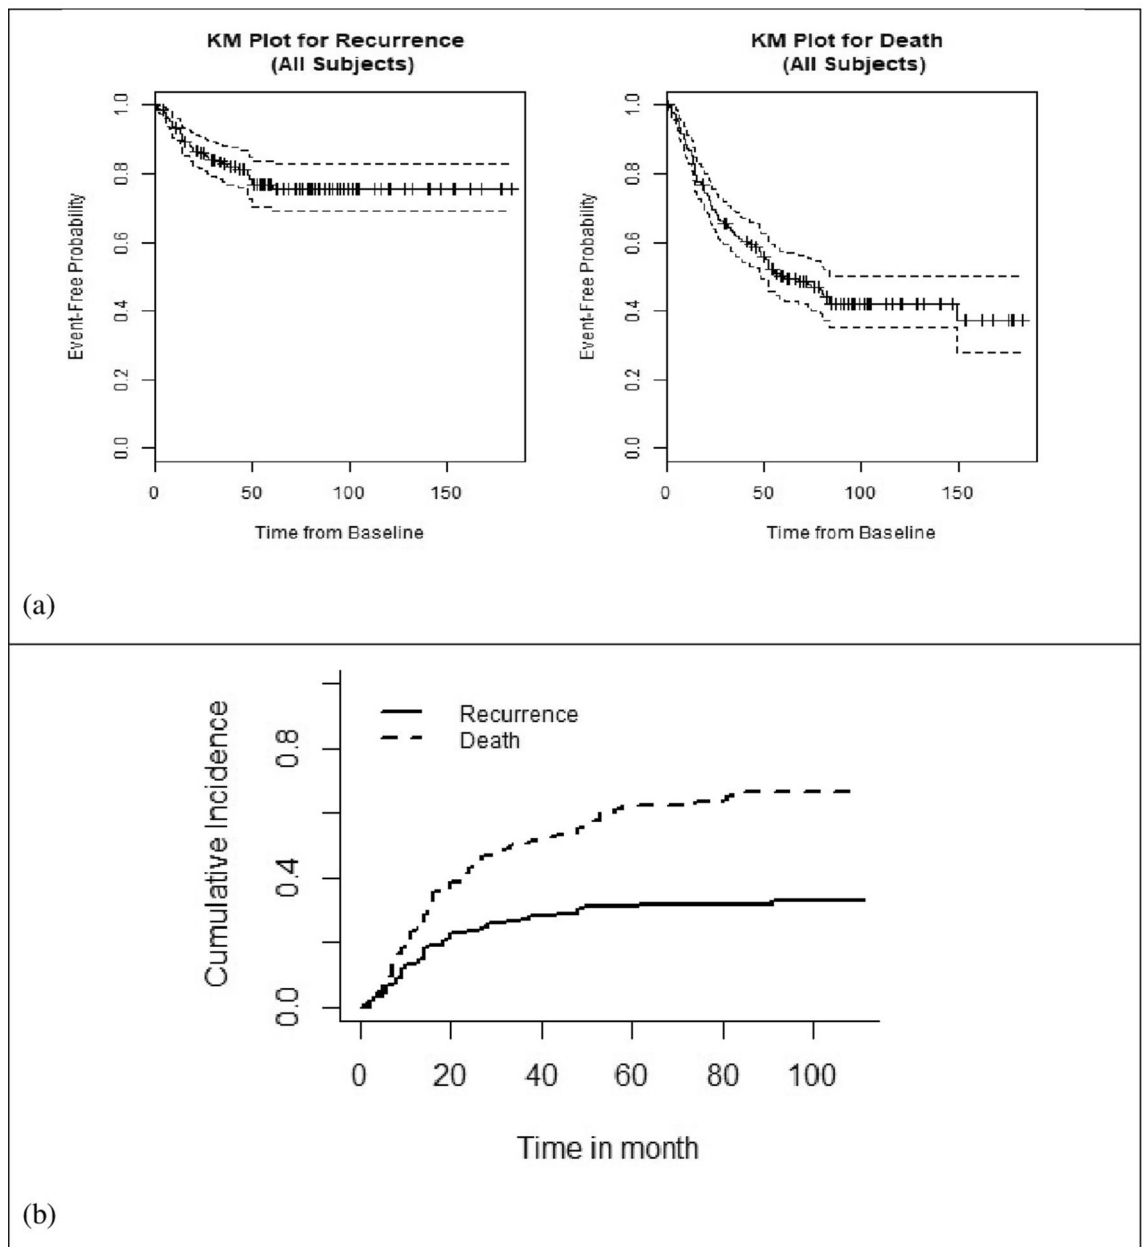 KM Plot for Recurrence
(All Subjects)
Event-Free Probability
1.0
0.8
0.6
0.4
0.2
0.0
0 50 100 150
Time from Baseline
KM Plot for Death
(All Subjects)
Event-Free Probability
1.0
0.8
0.6
0.4
0.2
0.0
0 50 100 150
Time from Baseline
(a)
Recurrence
Death
Cumulative Incidence
0.8
0.4
0.0
0 20 40 60 80 100
Time in month
(b)